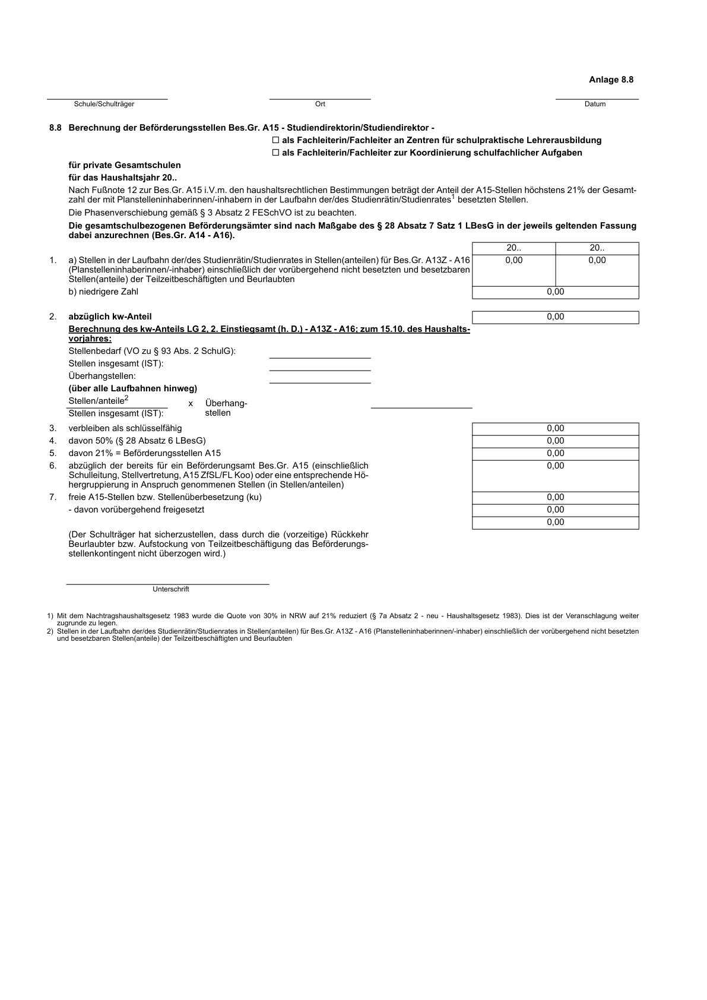 Anlage 8.8
Schule/Schulträger Ort Datum
8.8 Berechnung der Beförderungsstellen Bes.Gr. A15 - Studiendirektorin/Studiendirektor -
☐ als Fachleiterin/Fachleiter an Zentren für schulpraktische Lehrerausbildung
☐ als Fachleiterin/Fachleiter zur Koordinierung schulfachlicher Aufgaben
für private Gesamtschulen
für das Haushaltsjahr 20..
Nach Fußnote 12 zur Bes.Gr. A15 i.V.m. den haushaltsrechtlichen Bestimmungen beträgt der Anteil der A15-Stellen höchstens 21% der Gesamt-
zahl der mit Planstelleninhaberinnen/-inhabern in der Laufbahn der/des Studienrätin/Studienrates1 besetzten Stellen.
Die Phasenverschiebung gemäß § 3 Absatz 2 FESchVO ist zu beachten.
Die gesamtschulbezogenen Beförderungsämter sind nach Maßgabe des § 28 Absatz 7 Satz 1 LBesG in der jeweils geltenden Fassung
dabei anzurechnen (Bes.Gr. A14 - A16).
20.. 20..
1. a) Stellen in der Laufbahn der/des Studienrätin/Studienrates in Stellen(anteilen) für Bes.Gr. A13Z - A16 0,00 0,00
(Planstelleninhaberinnen/-inhaber) einschließlich der vorübergehend nicht besetzten und besetzbaren
Stellen(anteile) der Teilzeitbeschäftigten und Beurlaubten
b) niedrigere Zahl 0,00
2. abzüglich kw-Anteil 0,00
Berechnung des kw-Anteils LG 2, 2. Einstiegsamt (h. D.) - A13Z - A16; zum 15.10. des Haushalts-
vorjahres:
Stellenbedarf (VO zu § 93 Abs. 2 SchulG):
Stellen insgesamt (IST):
Überhangstellen:
(über alle Laufbahnen hinweg)
Stellen/anteile2 x Überhang-
Stellen insgesamt (IST): stellen
3. verbleiben als schlüsselfähig 0,00
4. davon 50% (§ 28 Absatz 6 LBesG) 0,00
5. davon 21% = Beförderungsstellen A15 0,00
6. abzüglich der bereits für ein Beförderungsamt Bes.Gr. A15 (einschließlich 0,00
Schulleitung, Stellvertretung, A15 ZfSL/FL Koo) oder eine entsprechende Hö-
hergruppierung in Anspruch genommenen Stellen (in Stellen/anteilen)
7. freie A15-Stellen bzw. Stellenüberbesetzung (ku) 0,00
- davon vorübergehend freigesetzt 0,00
0,00
(Der Schulträger hat sicherzustellen, dass durch die (vorzeitige) Rückkehr
Beurlaubter bzw. Aufstockung von Teilzeitbeschäftigung das Beförderungs-
stellenkontingent nicht überzogen wird.)
Unterschrift
1) Mit dem Nachtragshaushaltsgesetz 1983 wurde die Quote von 30% in NRW auf 21% reduziert (§ 7a Absatz 2 - neu - Haushaltsgesetz 1983). Dies ist der Veranschlagung weiter
zugrunde zu legen.
2) Stellen in der Laufbahn der/des Studienrätin/Studienrates in Stellen(anteilen) für Bes.Gr. A13Z - A16 (Planstelleninhaberinnen/-inhaber) einschließlich der vorübergehend nicht besetzten
und besetzbaren Stellen(anteile) der Teilzeitbeschäftigten und Beurlaubten